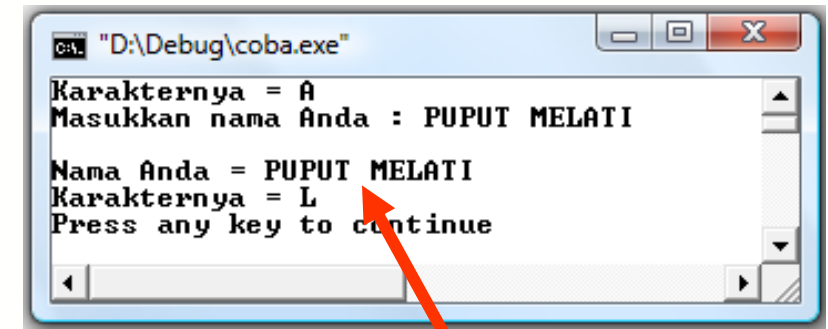 "D:\Debug\coba.exe"
Karakternya = A
Masukkan nama Anda : PUPUT MELATI
Nama Anda = PUPUT MELATI
Karakternya = L
Press any key to continue